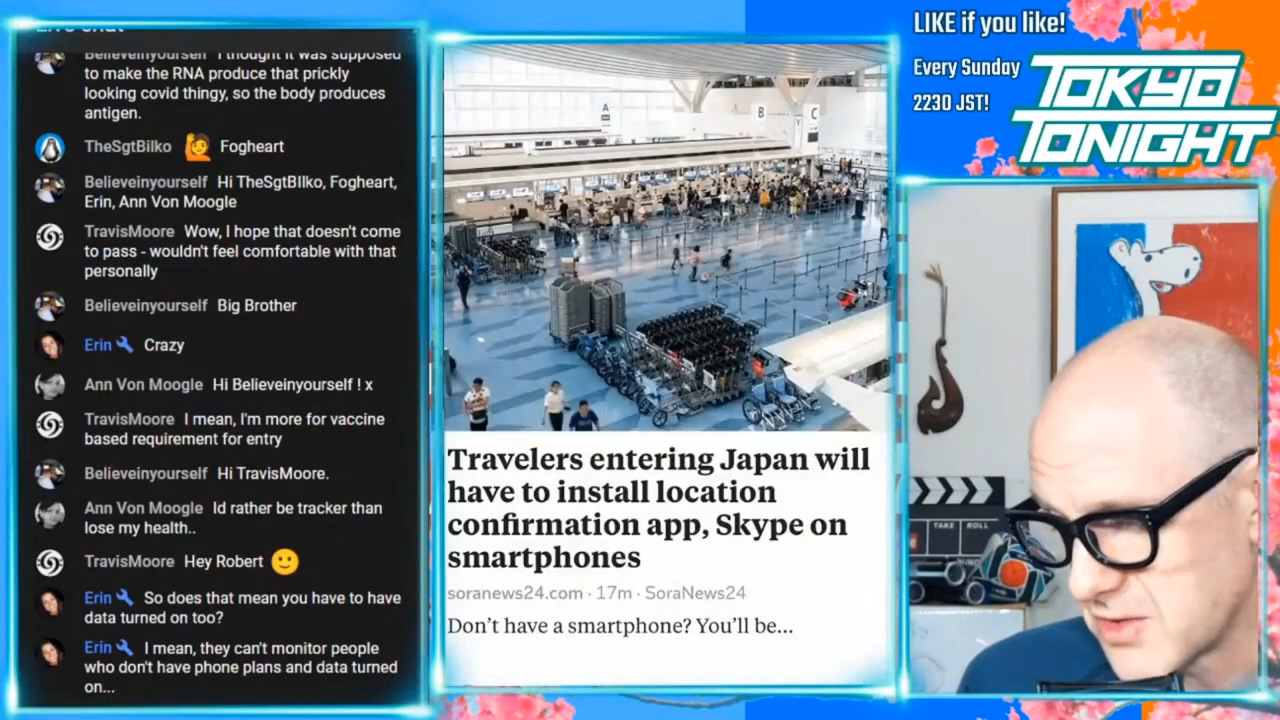 Live chat
Believeinyourself I thought it was supposed
to make the RNA produce that prickly
ooking covid thingy, so the body produces
antigen.
TheSgtBilko 🙋 Fogheart
Believeinyourself Hi TheSgtBIlko, Fogheart,
Erin, Ann Von Moogle
TravisMoore Wow, I hope that doesn't come
to pass - wouldn't feel comfortable with that
personally
Believeinyourself Big Brother
Erin Crazy
Ann Von Moogle Hi Believeinyourself ! x
TravisMoore I mean, I'm more for vaccine
based requirement for entry
Believeinyourself Hi TravisMoore.
Ann Von Moogle Id rather be tracker than
lose my health..
TravisMoore Hey Robert 🙂
Erin So does that mean you have to have
data turned on too?
Erin I mean, they can't monitor people
who don't have phone plans and data turned
on...
A
B
C
Travelers entering Japan will
have to install location
confirmation app, Skype on
smartphones
soranews24.com · 17m · SoraNews24
Don't have a smartphone? You'll be...
LIKE if you like!
Every Sunday
2230 JST!
TOKYO
TONIGHT
TAKE ROLL